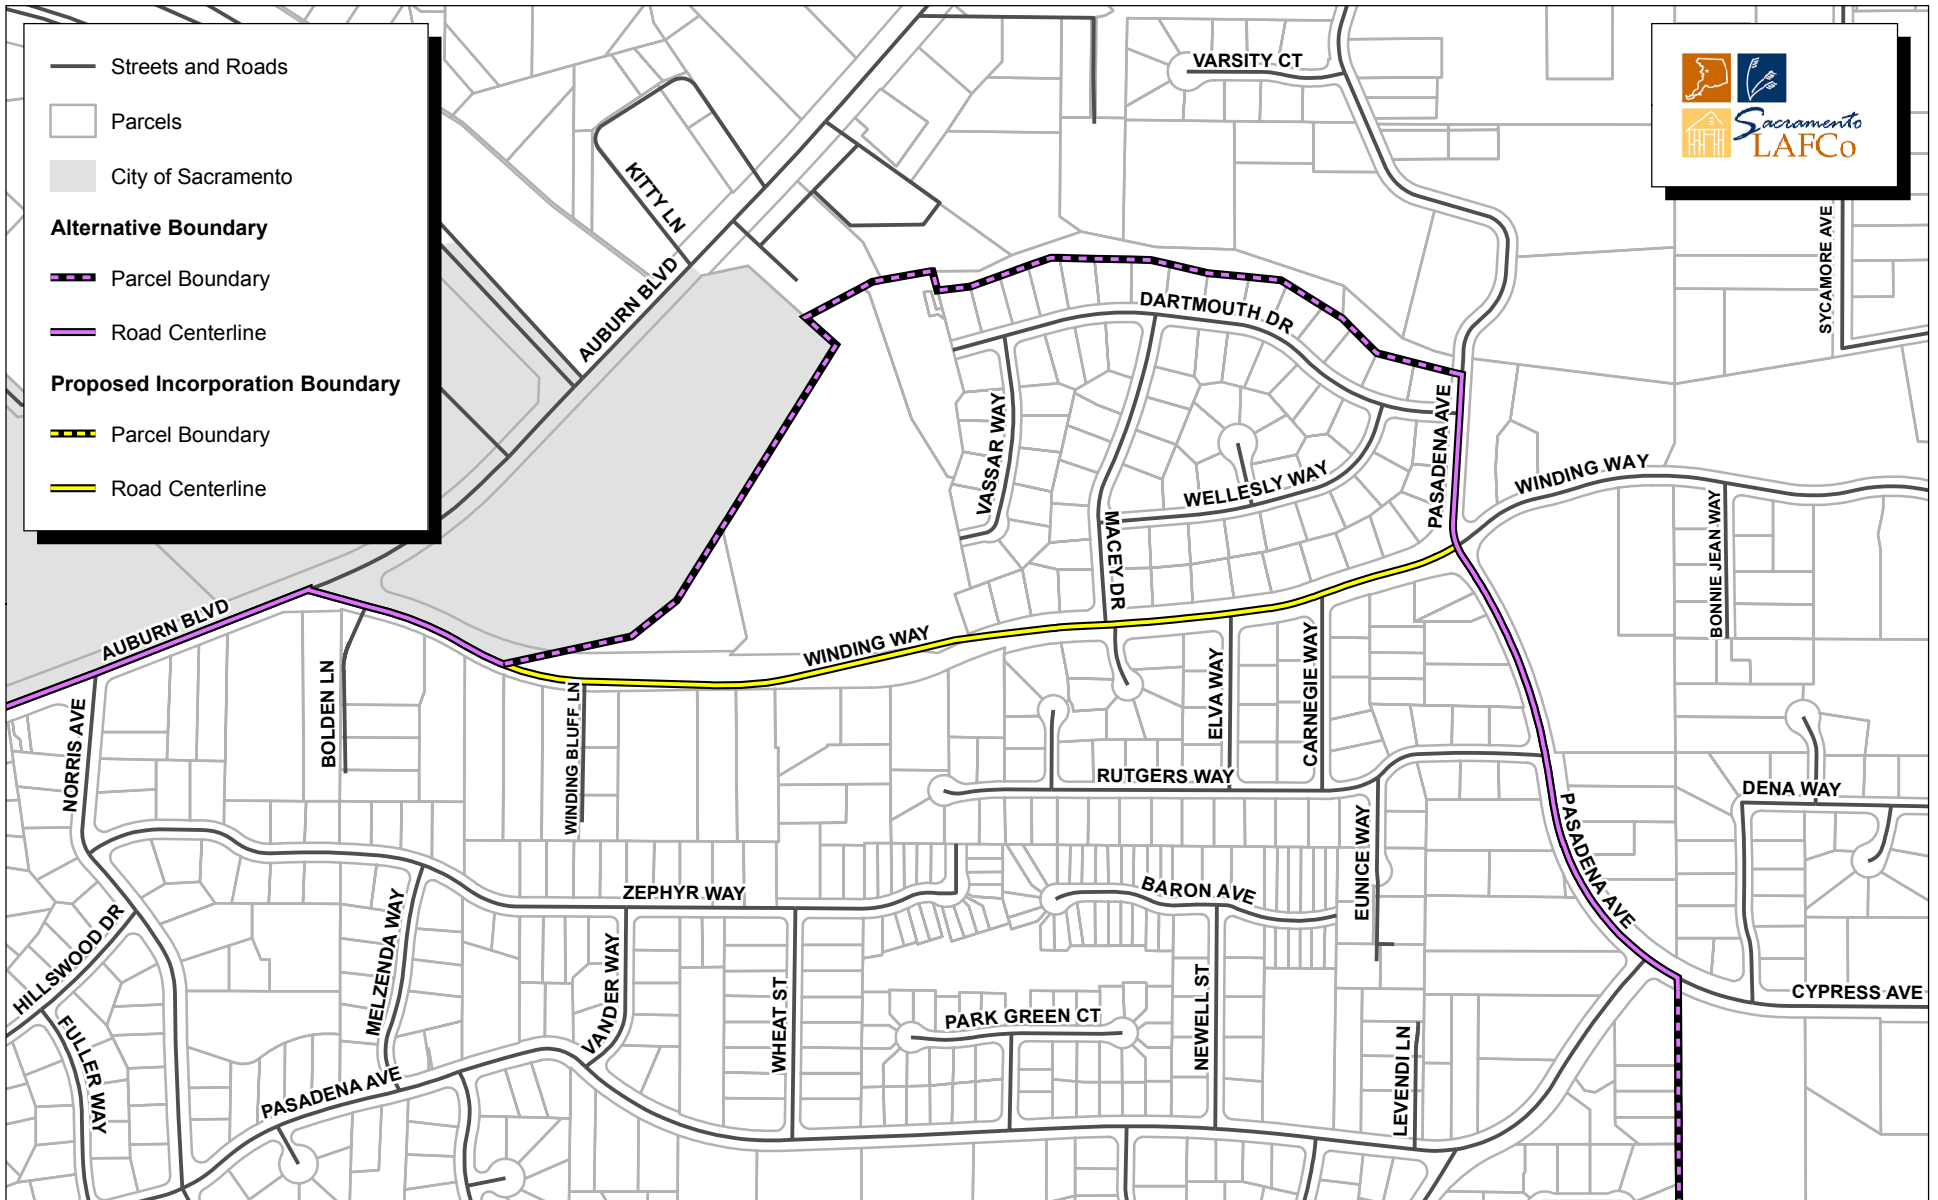 Streets and Roads
Parcels
City of Sacramento
Alternative Boundary
Parcel Boundary
Road Centerline
Proposed Incorporation Boundary
Parcel Boundary
Road Centerline
Sacramento
LAFCo
VARSITY CT
KITTY LN
AUBURN BLVD
SYCAMORE AVE
DARTMOUTH DR
VASSAR WAY
PASADENA AVE
WELLESLY WAY
WINDING WAY
MACEY DR
BONNIE JEAN WAY
AUBURN BLVD
WINDING WAY
BOLDEN LN
NORRIS AVE
WINDING BLUFF LN
ELVA WAY
CARNEGIE WAY
RUTGERS WAY
DENA WAY
PASADENA AVE
EUNICE WAY
ZEPHYR WAY
BARON AVE
MELZENDA WAY
HILLSWOOD DR
VANDER WAY
WHEAT ST
NEWELL ST
CYPRESS AVE
PARK GREEN CT
FULLER WAY
LEVENDI LN
PASADENA AVE